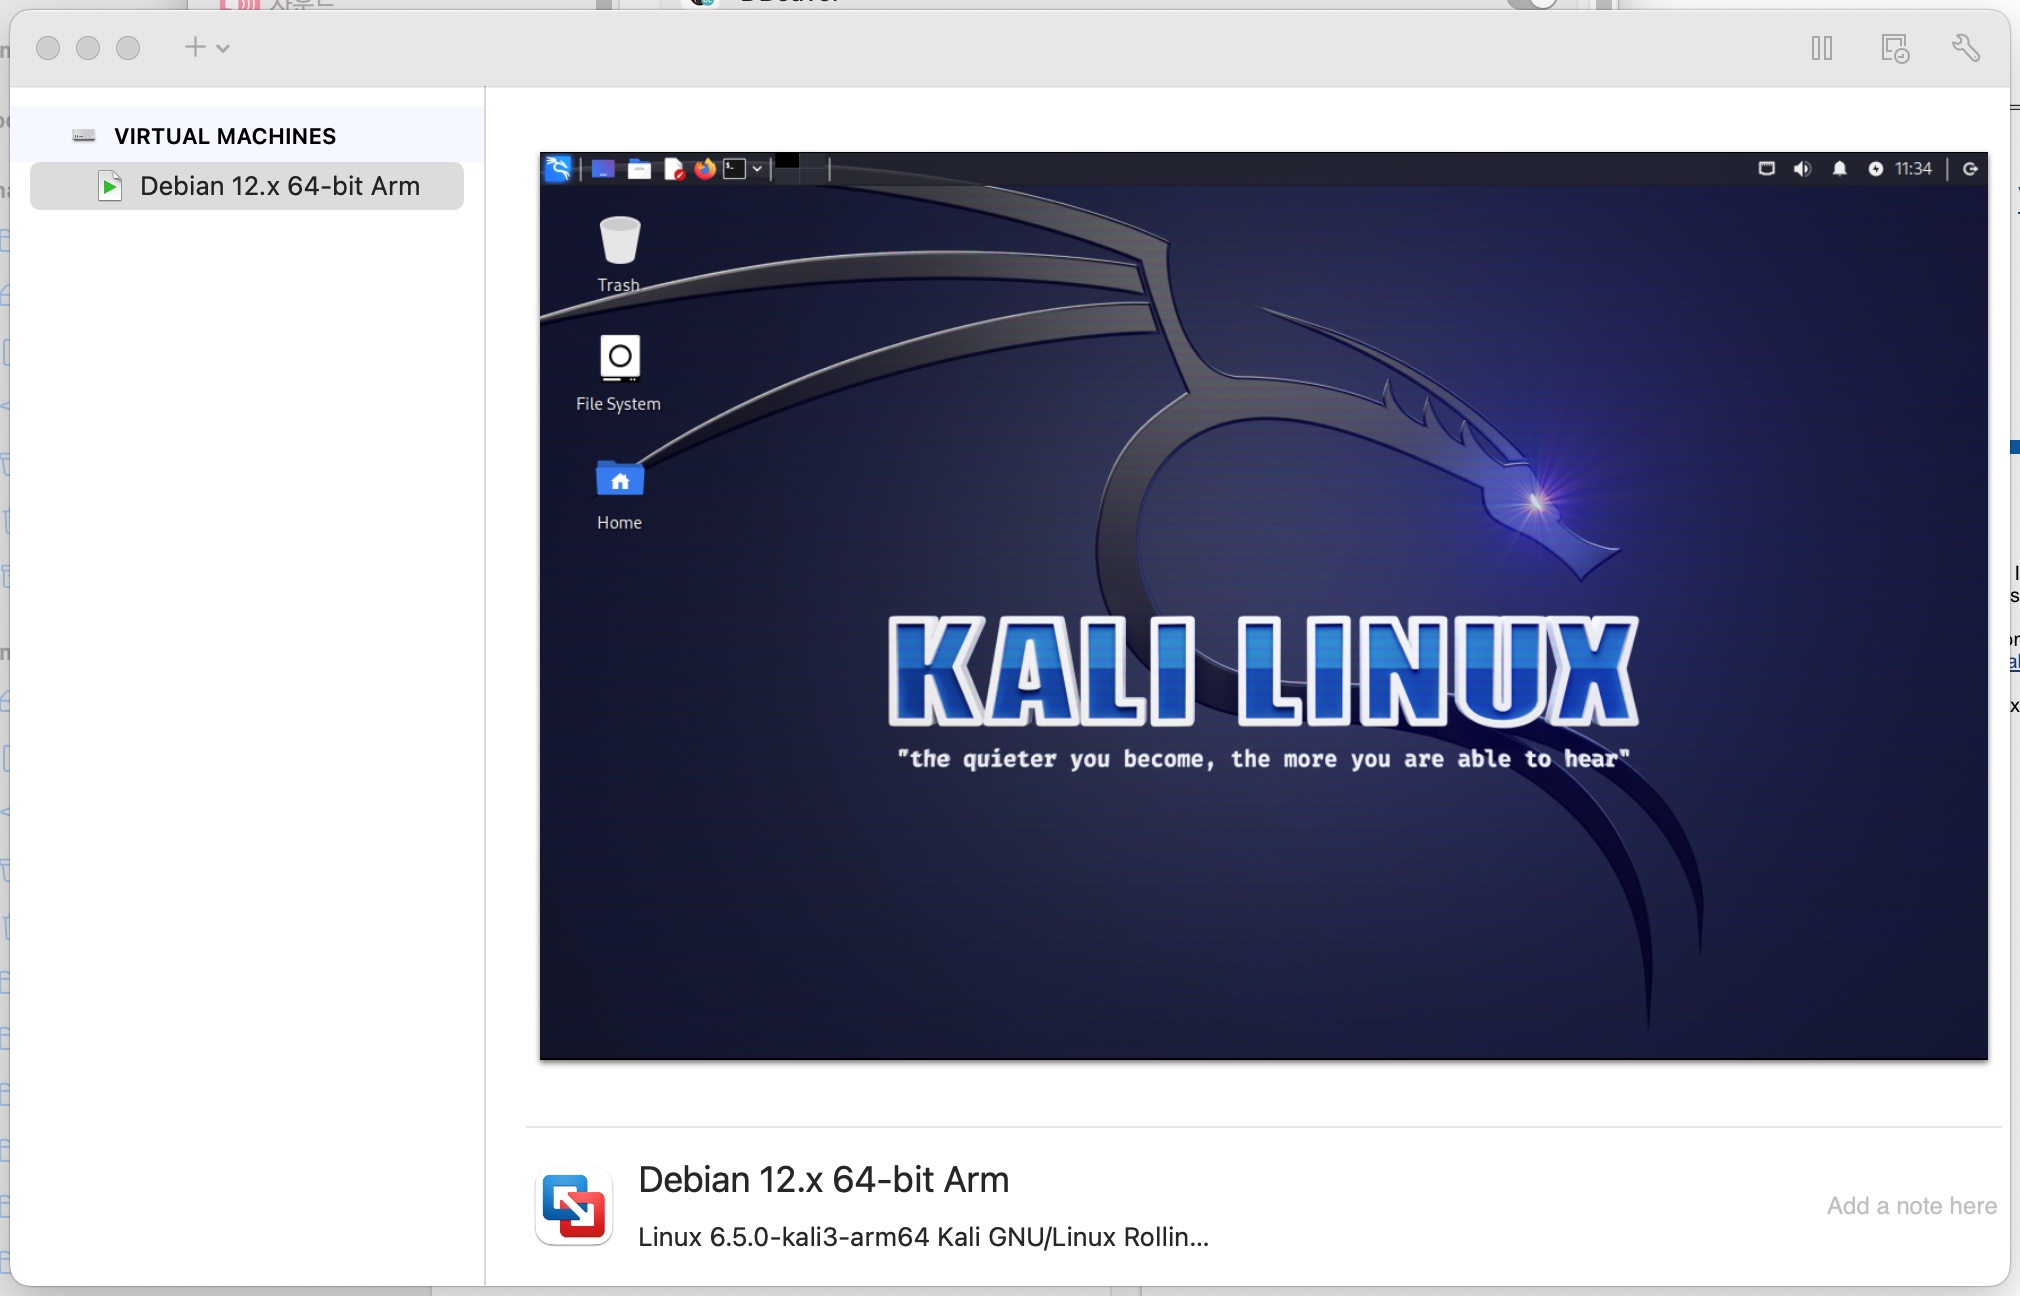 VIRTUAL MACHINES
Debian 12.x 64-bit Arm
11:34
Trash
File System
Home
KALI LINUX
"the quieter you become, the more you are able to hear"
Debian 12.x 64-bit Arm
Linux 6.5.0-kali3-arm64 Kali GNU/Linux Rollin...
Add a note here